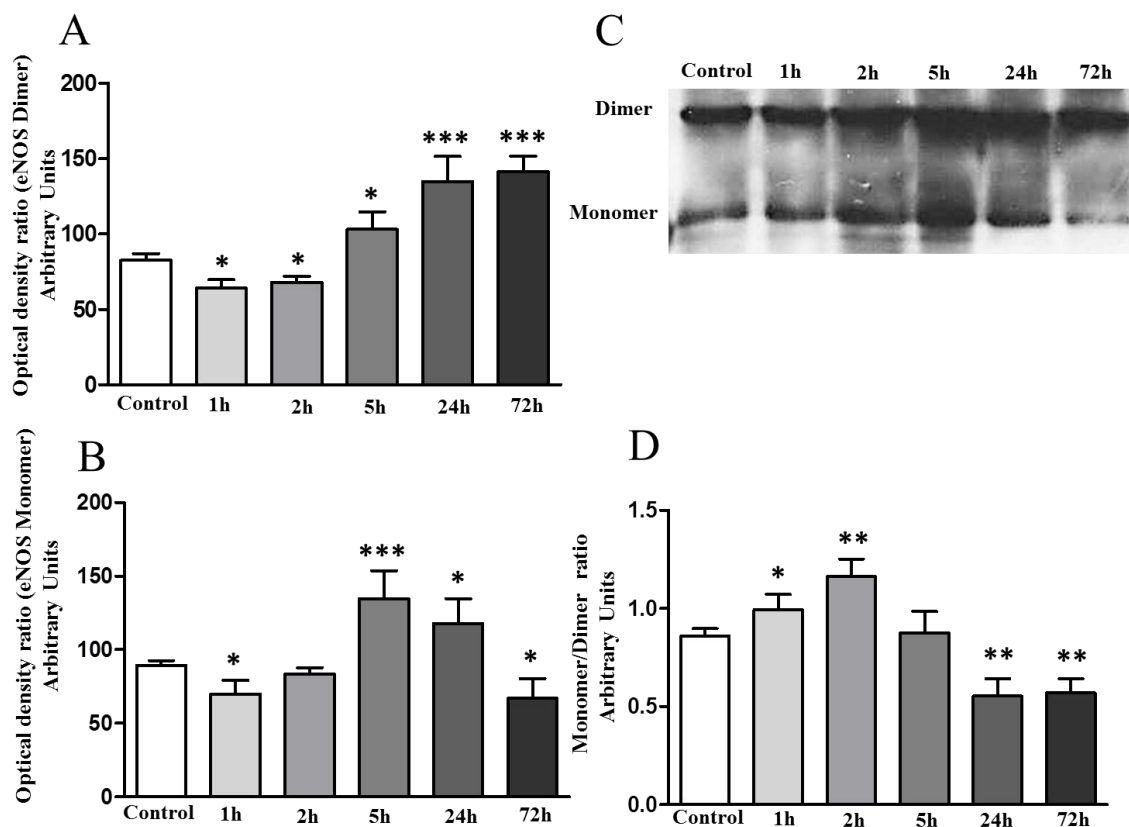 A
Optical density ratio (eNOS Dimer)
Arbitrary Units
200
150
100
50
0
*
*
*
***
***
Control 1h 2h 5h 24h 72h
C
Control 1h 2h 5h 24h 72h
Dimer
Monomer
B
Optical density ratio (eNOS Monomer)
Arbitrary Units
200
150
100
50
0
*
***
*
*
Control 1h 2h 5h 24h 72h
D
Monomer/Dimer ratio
Arbitrary Units
1.5
1.0
0.5
0.0
*
**
**
**
Control 1h 2h 5h 24h 72h